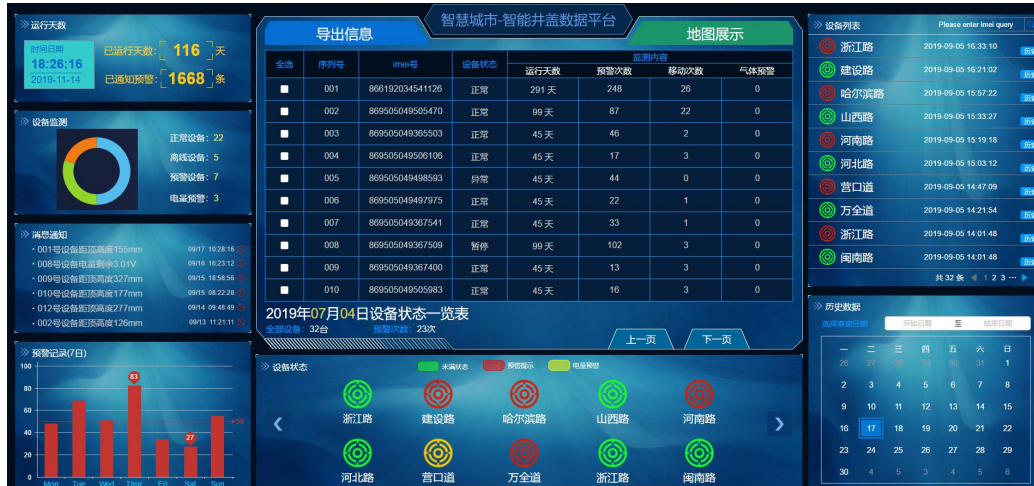 智慧城市-智能井盖数据平台
运行天数
时间日期
18:26:16
2019-11-14
已运行天数: 116 天
已通知预警: 1668 条
设备监测
正常设备: 22
离线设备: 5
预警设备: 7
电量预警: 3
消息通知
・001号设备距顶高度155mm 09/17 10:28:16
・008号设备电量剩余3.01V 09/16 16:23:12
・009号设备距顶高度327mm 09/15 18:58:56
・010号设备距顶高度177mm 09/15 08:22:26
・012号设备距顶高度277mm 09/14 09:48:49
・002号设备距顶高度126mm 09/13 11:21:11
预警记录(7日)
100
80
60
40
20
0
83
27
Mon Tue Wed Thur Fri Sat Sun
导出信息
地图展示
全选 序列号 imei号 设备状态 监测内容
运行天数 预警次数 移动次数 气体预警
001 866192034541126 正常 291 天 248 26 0
002 869505049505470 正常 99 天 87 22 0
003 869505049365503 正常 45 天 46 2 0
004 869505049506106 正常 45 天 17 3 0
005 869505049498593 异常 45 天 44 0 0
006 869505049497975 正常 45 天 22 1 0
007 869505049367541 正常 45 天 33 1 0
008 869505049367509 暂停 99 天 102 3 0
009 869505049367400 正常 45 天 13 3 0
010 869505049505983 正常 45 天 16 3 0
2019年07月04日设备状态一览表
全部设备: 32台 预警次数: 23次
上一页 下一页
设备状态
未满状态 预警提示 电量预警
浙江路 建设路 哈尔滨路 山西路 河南路
河北路 营口道 万全道 浙江路 闽南路
设备列表 Please enter imei query
浙江路 2019-09-05 16:33:10
建设路 2019-09-05 16:21:02
哈尔滨路 2019-09-05 15:57:22
山西路 2019-09-05 15:33:27
河南路 2019-09-05 15:19:18
河北路 2019-09-05 15:03:12
营口道 2019-09-05 14:47:09
万全道 2019-09-05 14:21:54
浙江路 2019-09-05 14:01:48
闽南路 2019-09-05 14:01:48
共 32 条 1 2 3 ···
历史数据
选择查询日期 开始日期 至 结束日期
一 二 三 四 五 六 日
26 27 28 29 30 31 1
2 3 4 5 6 7 8
9 10 11 12 13 14 15
16 17 18 19 20 21 22
23 24 25 26 27 28 29
30 4 5 3 4 5 6